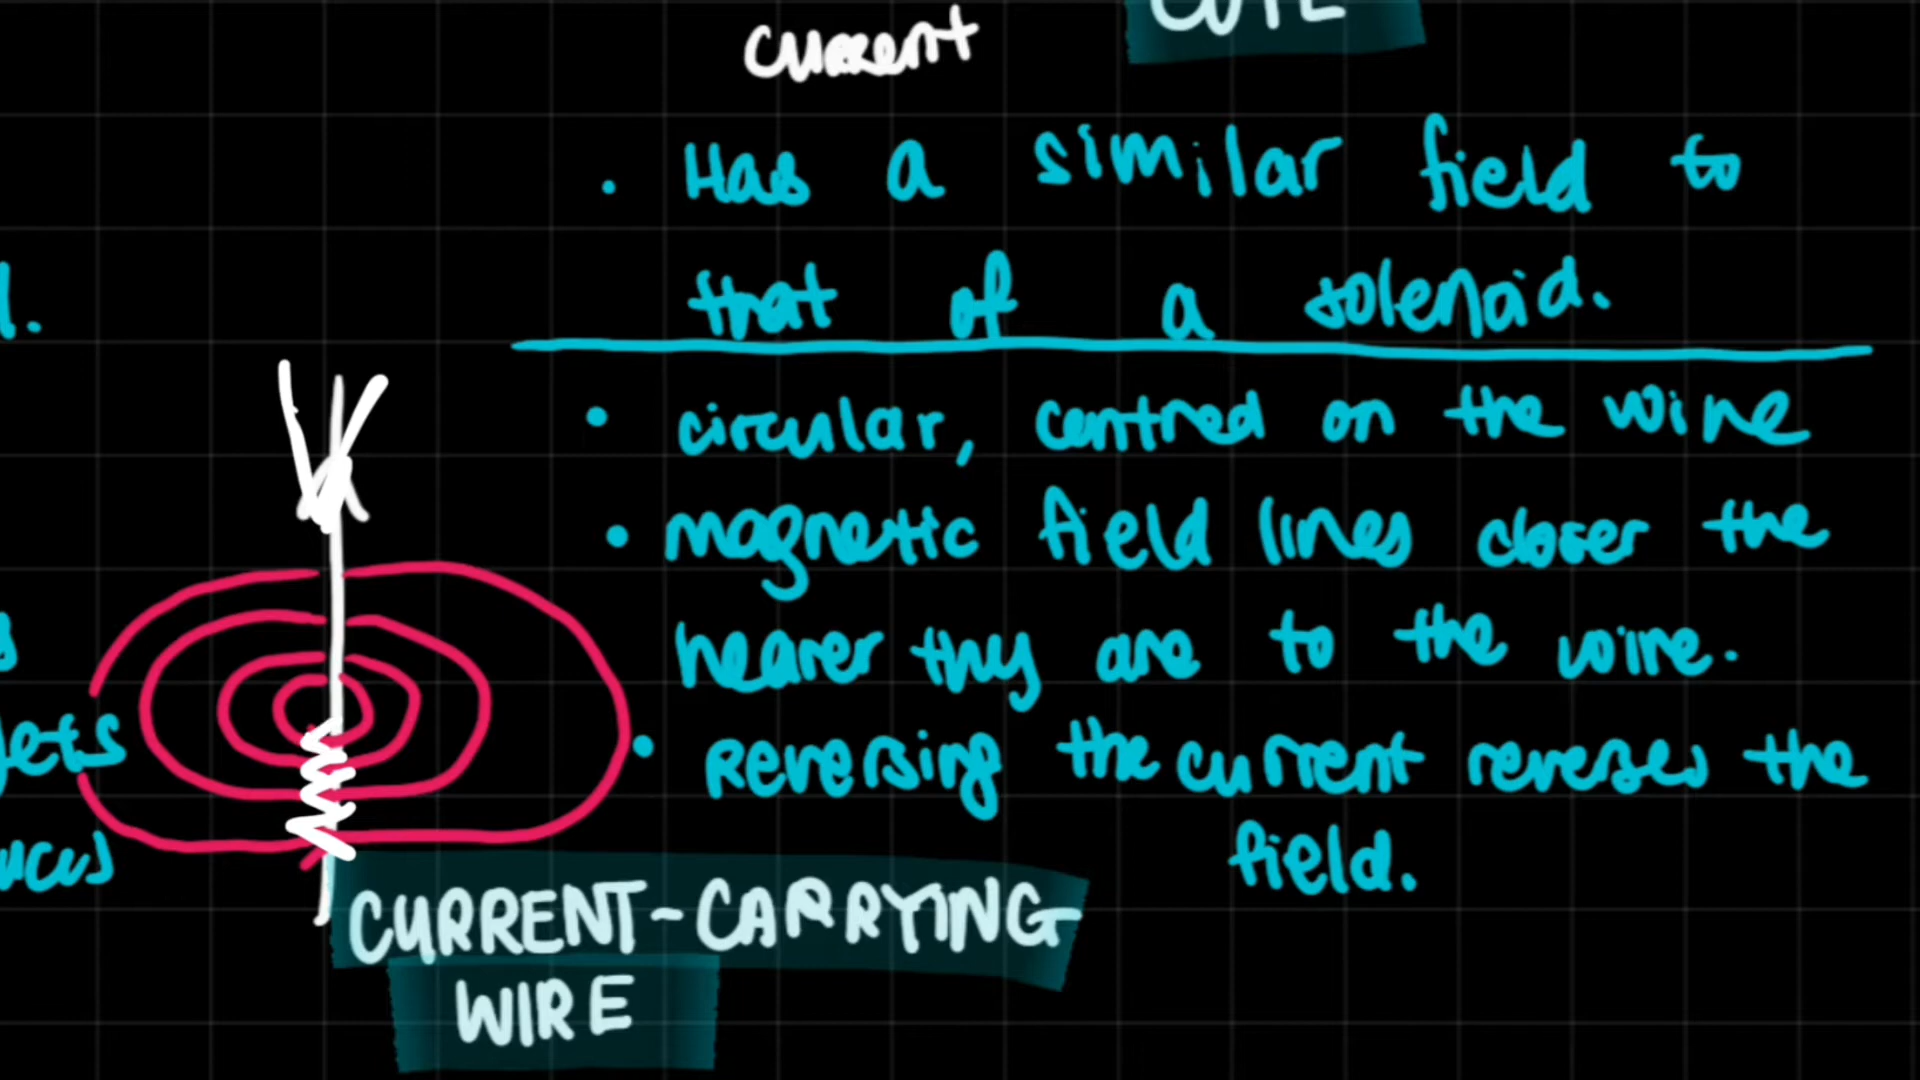 current
• Has a similar field to
that of a solenoid.
• circular, centred on the wire
• magnetic field lines closer the
nearer thy are to the wire.
• Reversing the current reverses the
field.
CURRENT-CARRYING
WIRE